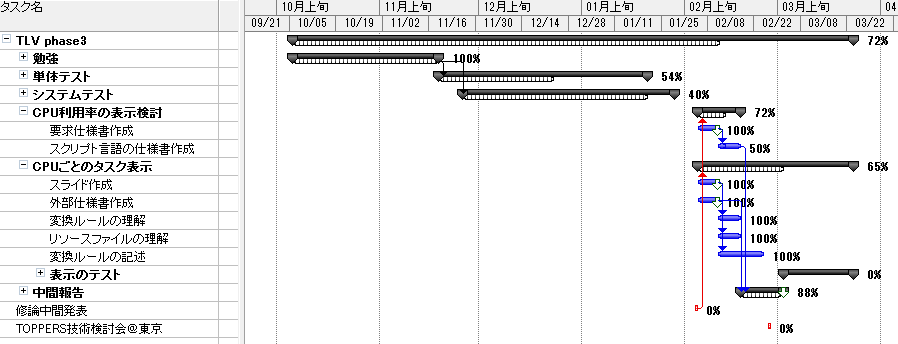 タスク名
10月上旬 11月上旬 12月上旬 01月上旬 02月上旬 03月上旬 04
09/21 10/05 10/19 11/02 11/16 11/30 12/14 12/28 01/11 01/25 02/08 02/22 03/08 03/22
TLV phase3 72%
勉強 100%
単体テスト 54%
システムテスト 40%
CPU利用率の表示検討 72%
要求仕様書作成 100%
スクリプト言語の仕様書作成 50%
CPUごとのタスク表示 65%
スライド作成 100%
外部仕様書作成 100%
変換ルールの理解 100%
リソースファイルの理解 100%
変換ルールの記述 100%
表示のテスト 0%
中間報告 88%
修論中間発表 0%
TOPPERS技術検討会@東京 0%